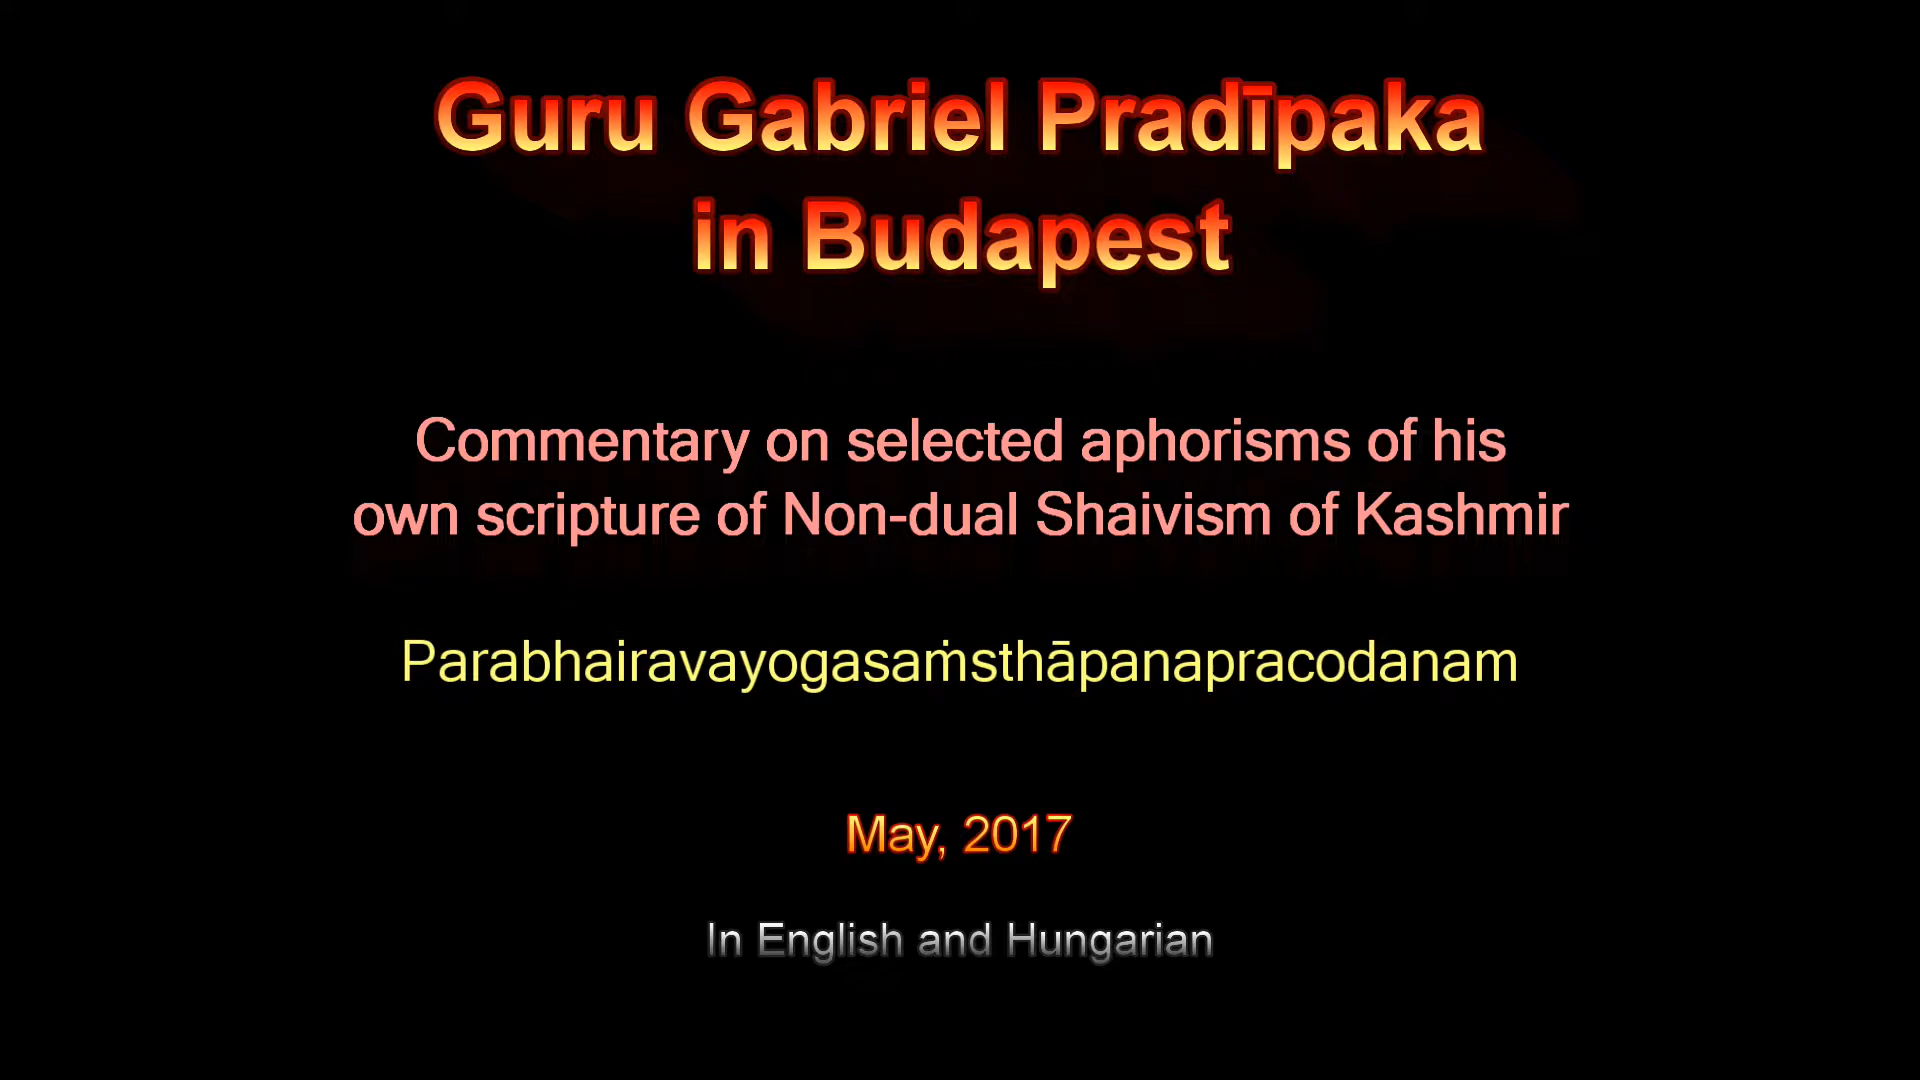 Guru Gabriel Pradīpaka
in Budapest
Commentary on selected aphorisms of his
own scripture of Non-dual Shaivism of Kashmir
Parabhairavayogasaṁsthāpanapracodanam
May, 2017
In English and Hungarian